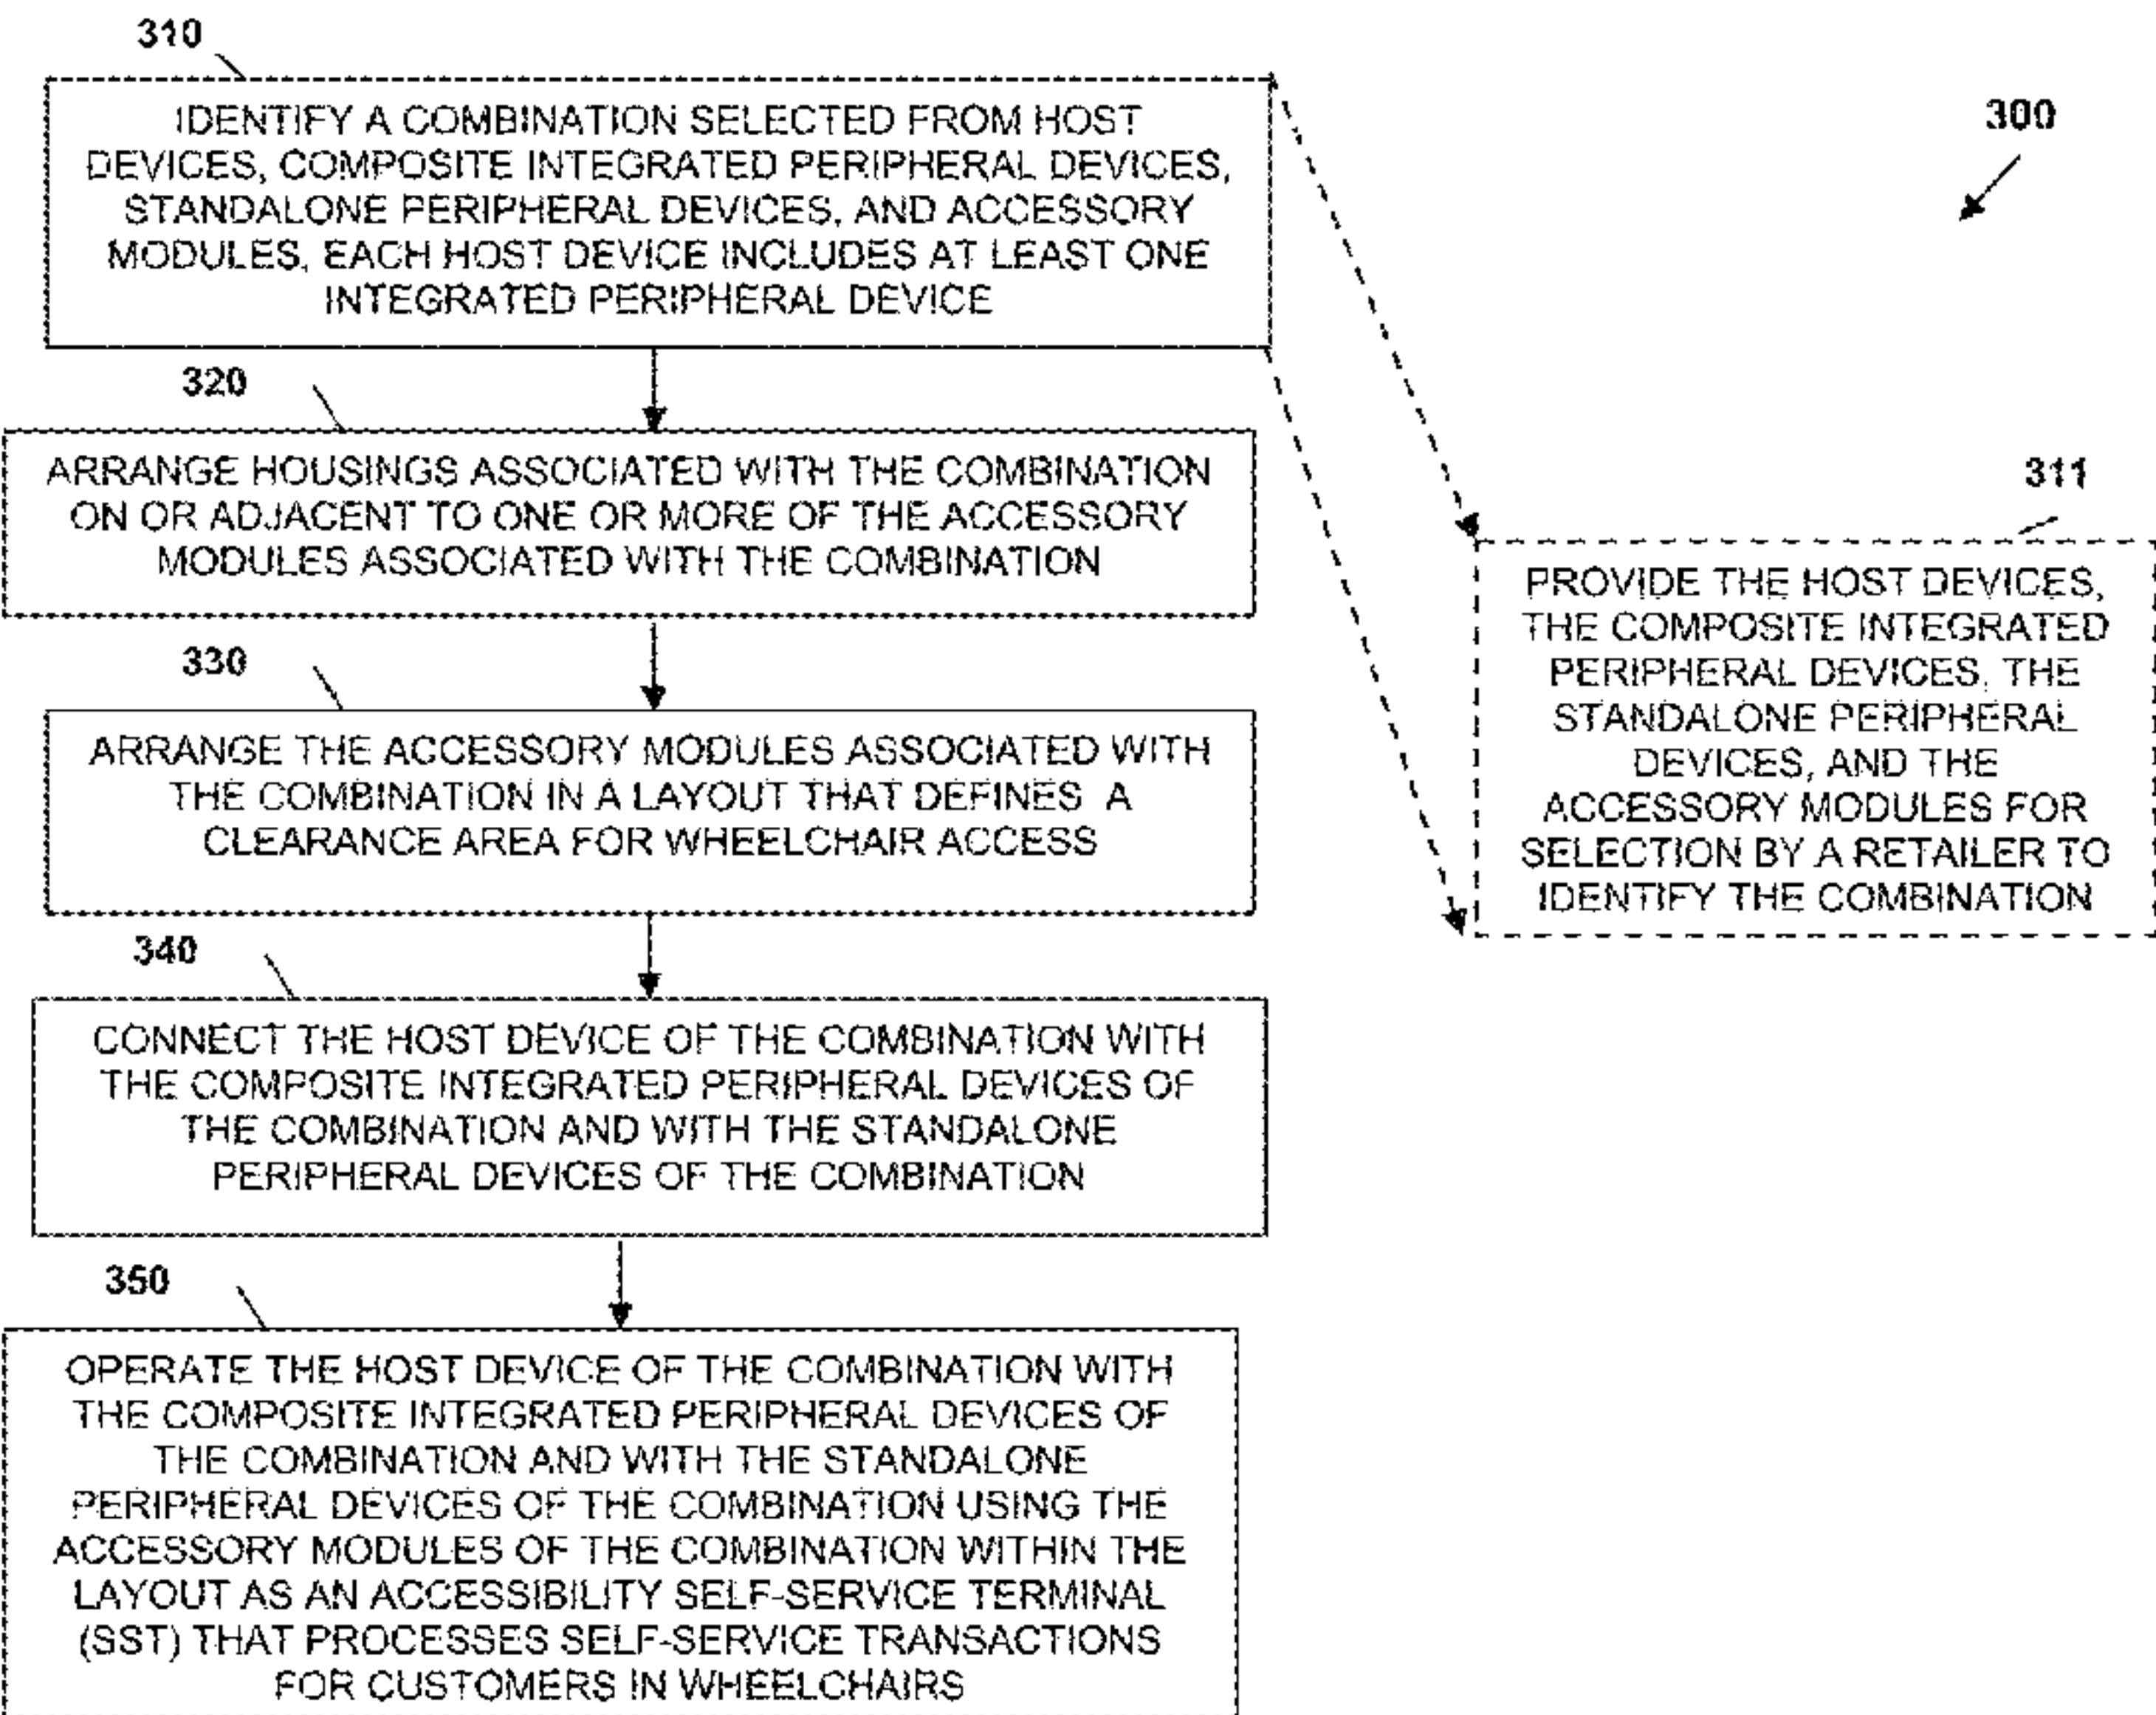 310
IDENTIFY A COMBINATION SELECTED FROM HOST
DEVICES, COMPOSITE INTEGRATED PERIPHERAL DEVICES,
STANDALONE PERIPHERAL DEVICES, AND ACCESSORY
MODULES, EACH HOST DEVICE INCLUDES AT LEAST ONE
INTEGRATED PERIPHERAL DEVICE
300
320
ARRANGE HOUSINGS ASSOCIATED WITH THE COMBINATION
ON OR ADJACENT TO ONE OR MORE OF THE ACCESSORY
MODULES ASSOCIATED WITH THE COMBINATION
311
PROVIDE THE HOST DEVICES,
THE COMPOSITE INTEGRATED
PERIPHERAL DEVICES, THE
STANDALONE PERIPHERAL
DEVICES, AND THE
ACCESSORY MODULES FOR
SELECTION BY A RETAILER TO
IDENTIFY THE COMBINATION
330
ARRANGE THE ACCESSORY MODULES ASSOCIATED WITH
THE COMBINATION IN A LAYOUT THAT DEFINES A
CLEARANCE AREA FOR WHEELCHAIR ACCESS
340
CONNECT THE HOST DEVICE OF THE COMBINATION WITH
THE COMPOSITE INTEGRATED PERIPHERAL DEVICES OF
THE COMBINATION AND WITH THE STANDALONE
PERIPHERAL DEVICES OF THE COMBINATION
350
OPERATE THE HOST DEVICE OF THE COMBINATION WITH
THE COMPOSITE INTEGRATED PERIPHERAL DEVICES OF
THE COMBINATION AND WITH THE STANDALONE
PERIPHERAL DEVICES OF THE COMBINATION USING THE
ACCESSORY MODULES OF THE COMBINATION WITHIN THE
LAYOUT AS AN ACCESSIBILITY SELF-SERVICE TERMINAL
(SST) THAT PROCESSES SELF-SERVICE TRANSACTIONS
FOR CUSTOMERS IN WHEELCHAIRS